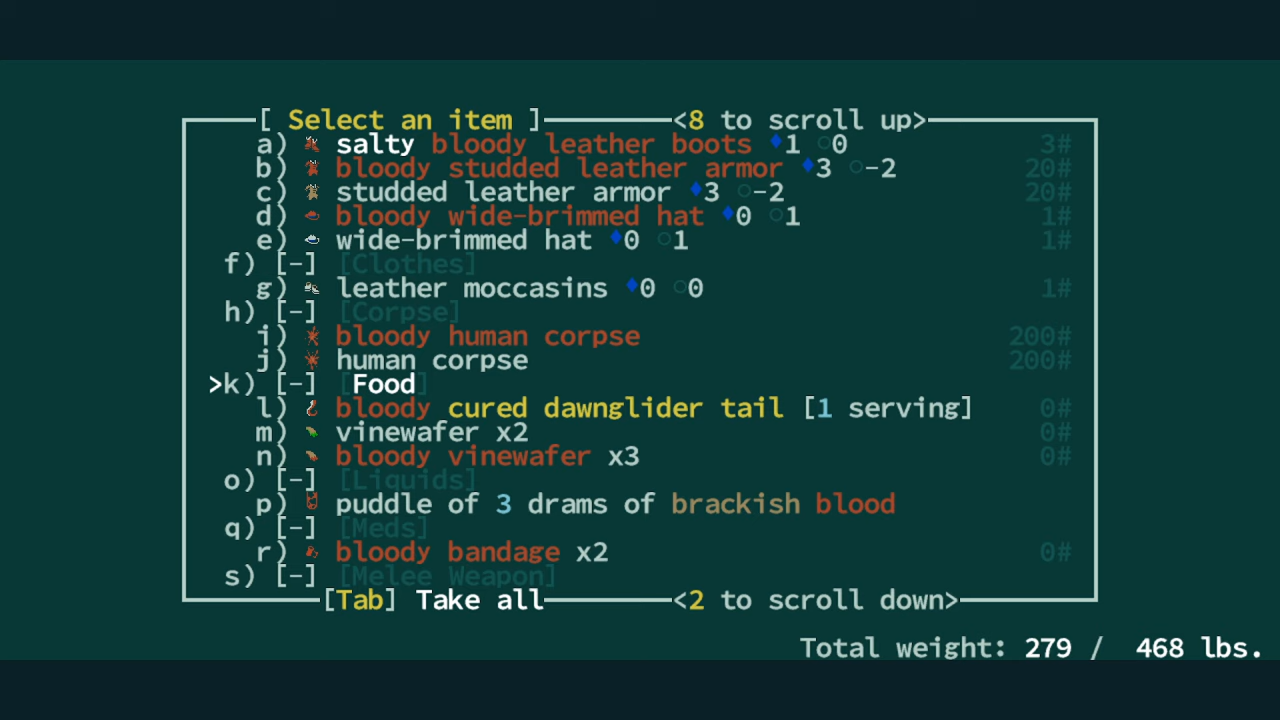 [ Select an item ] <8 to scroll up>
a) salty bloody leather boots ♦1 ○0 3#
b) bloody studded leather armor ♦3 ○-2 20#
c) studded leather armor ♦3 ○-2 20#
d) bloody wide-brimmed hat ♦0 ○1 1#
e) wide-brimmed hat ♦0 ○1 1#
f) [-] [Clothes]
g) leather moccasins ♦0 ○0 1#
h) [-] [Corpse]
i) bloody human corpse 200#
j) human corpse 200#
>k) [-] [Food]
l) bloody cured dawnglider tail [1 serving] 0#
m) vinewafer x2 0#
n) bloody vinewafer x3 0#
o) [-] [Liquids]
p) puddle of 3 drams of brackish blood
q) [-] [Meds]
r) bloody bandage x2 0#
s) [-] [Melee Weapon]
[Tab] Take all <2 to scroll down>
Total weight: 279 / 468 lbs.